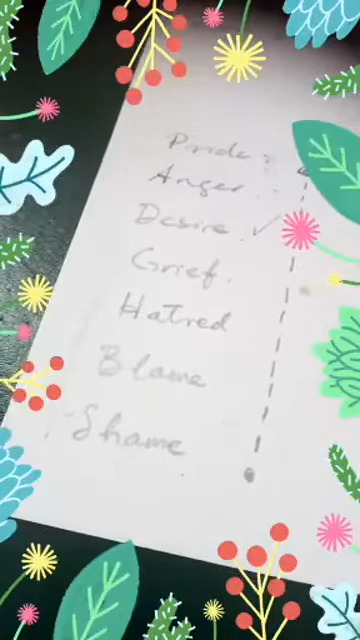 Pride :
Anger .
Desire . ✓
Grief .
Hatred
Blame
Shame